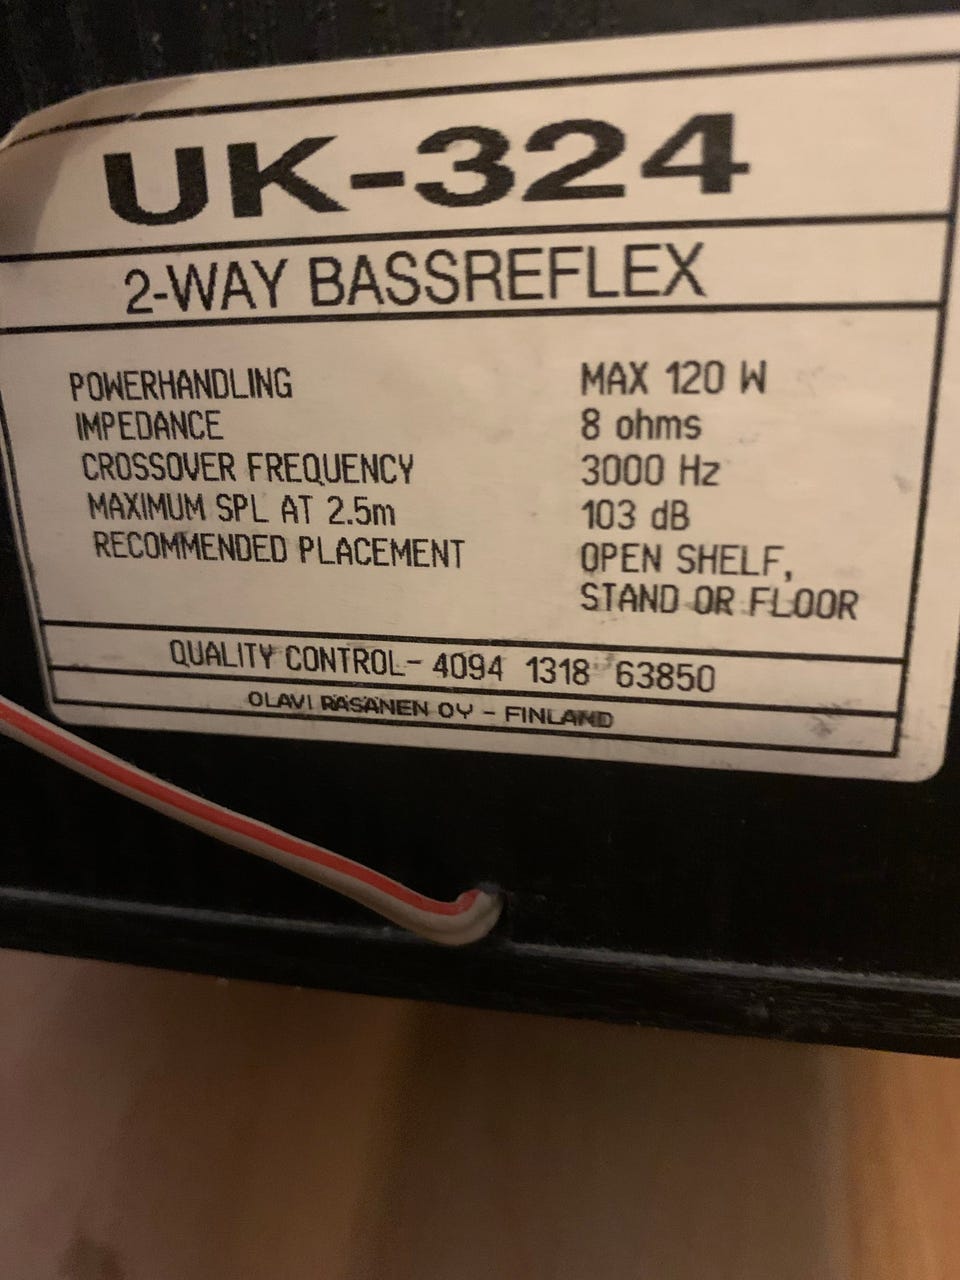 UK-324
2-WAY BASSREFLEX
POWERHANDLING MAX 120 W
IMPEDANCE 8 ohms
CROSSOVER FREQUENCY 3000 Hz
MAXIMUM SPL AT 2.5m 103 dB
RECOMMENDED PLACEMENT OPEN SHELF,
STAND OR FLOOR
QUALITY CONTROL- 4094 1318 63850
OLAVI RÄSÄNEN OY - FINLAND